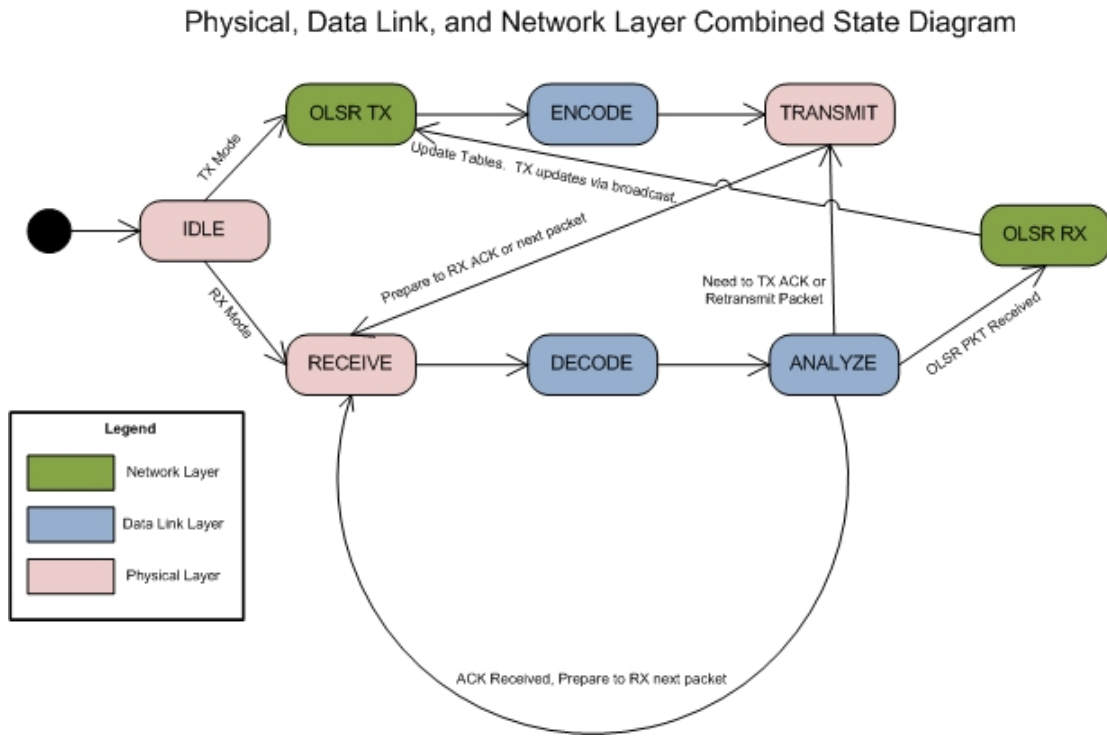 Physical, Data Link, and Network Layer Combined State Diagram
OLSR TX
ENCODE
TRANSMIT
TX Mode
Update Tables. TX updates via broadcast.
IDLE
OLSR RX
Prepare to RX ACK or next packet
Need to TX ACK or
Retransmit Packet
RX Mode
OLSR PKT Received
RECEIVE
DECODE
ANALYZE
Legend
Network Layer
Data Link Layer
Physical Layer
ACK Received, Prepare to RX next packet